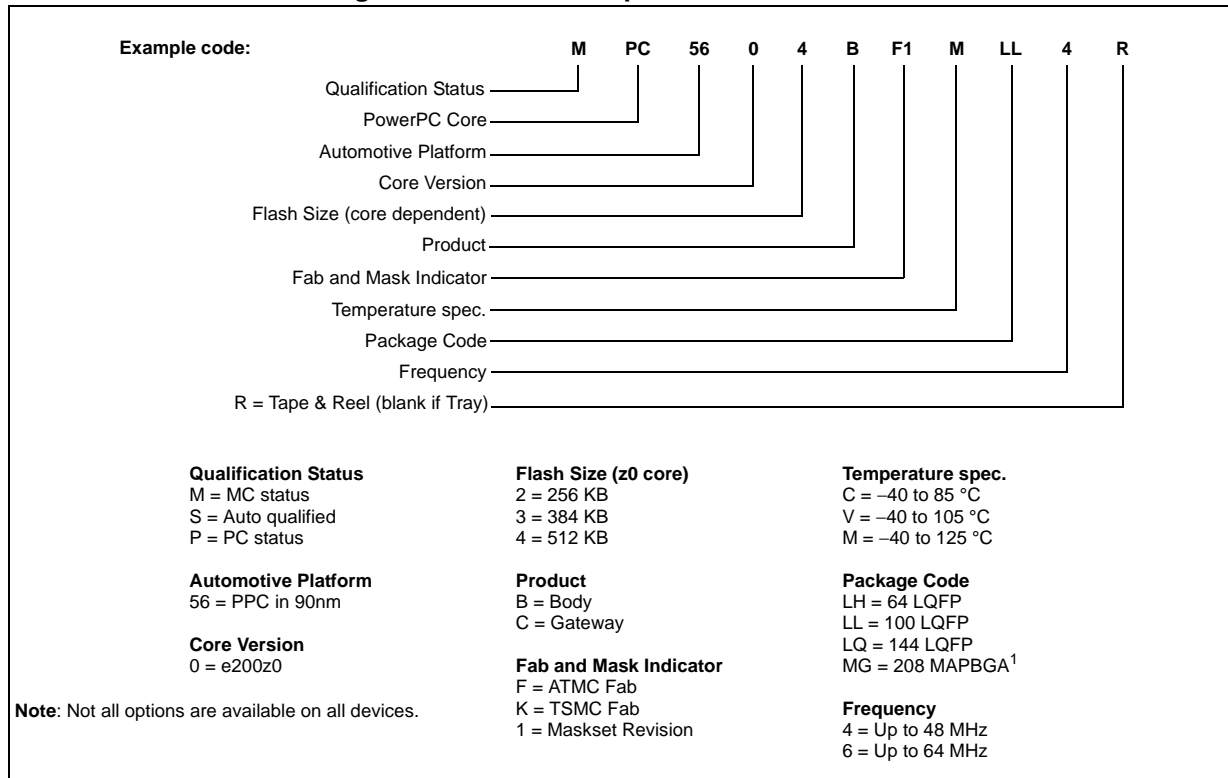 Example code: M PC 56 0 4 B F1 M LL 4 R
Qualification Status
PowerPC Core
Automotive Platform
Core Version
Flash Size (core dependent)
Product
Fab and Mask Indicator
Temperature spec.
Package Code
Frequency
R = Tape & Reel (blank if Tray)
Qualification Status
M = MC status
S = Auto qualified
P = PC status
Automotive Platform
56 = PPC in 90nm
Core Version
0 = e200z0
Note: Not all options are available on all devices.
Flash Size (z0 core)
2 = 256 KB
3 = 384 KB
4 = 512 KB
Product
B = Body
C = Gateway
Fab and Mask Indicator
F = ATMC Fab
K = TSMC Fab
1 = Maskset Revision
Temperature spec.
C = –40 to 85 °C
V = –40 to 105 °C
M = –40 to 125 °C
Package Code
LH = 64 LQFP
LL = 100 LQFP
LQ = 144 LQFP
MG = 208 MAPBGA1
Frequency
4 = Up to 48 MHz
6 = Up to 64 MHz